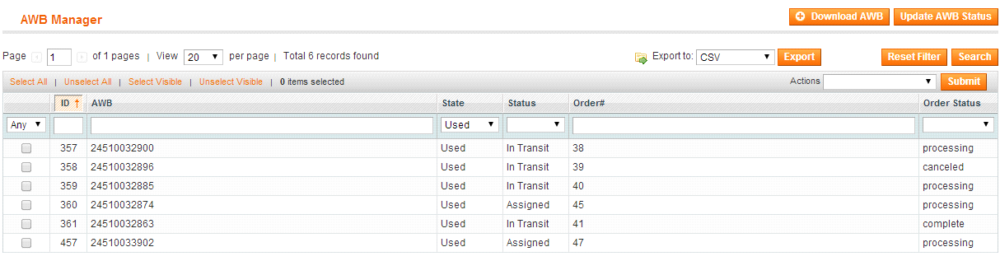 AWB Manager Download AWB Update AWB Status
Page 1 of 1 pages | View 20 per page | Total 6 records found Export to: CSV Export Reset Filter Search
Select All | Unselect All | Select Visible | Unselect Visible | 0 items selected Actions Submit
ID AWB State Status Order# Order Status
Any Used
357 24510032900 Used In Transit 38 processing
358 24510032896 Used In Transit 39 canceled
359 24510032885 Used In Transit 40 processing
360 24510032874 Used Assigned 45 processing
361 24510032863 Used In Transit 41 complete
457 24510033902 Used Assigned 47 processing